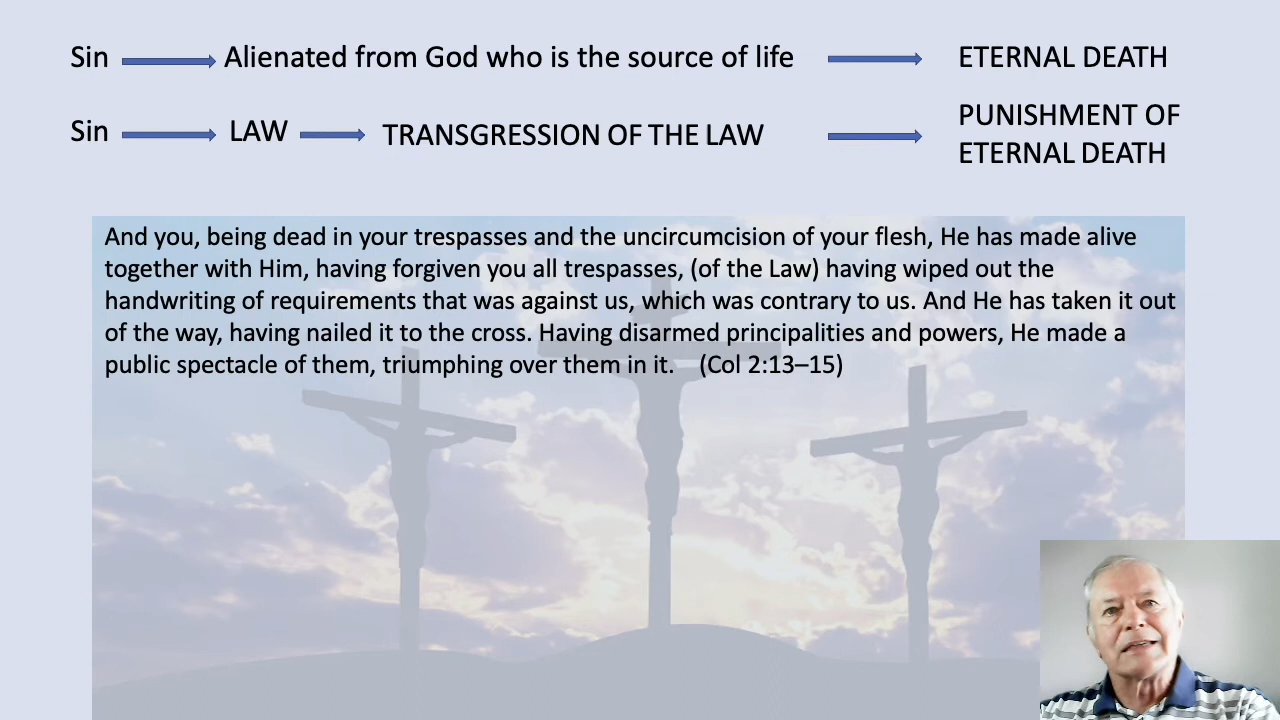 Sin Alienated from God who is the source of life ETERNAL DEATH
Sin LAW TRANSGRESSION OF THE LAW PUNISHMENT OF
ETERNAL DEATH
And you, being dead in your trespasses and the uncircumcision of your flesh, He has made alive
together with Him, having forgiven you all trespasses, (of the Law) having wiped out the
handwriting of requirements that was against us, which was contrary to us. And He has taken it out
of the way, having nailed it to the cross. Having disarmed principalities and powers, He made a
public spectacle of them, triumphing over them in it. (Col 2:13–15)